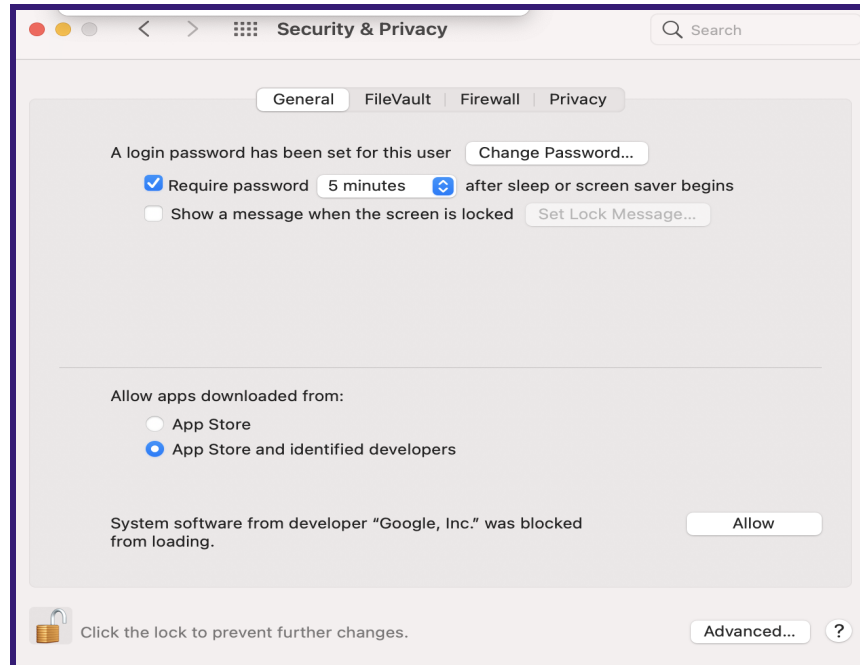 Security & Privacy
Search
General FileVault Firewall Privacy
A login password has been set for this user Change Password...
Require password 5 minutes after sleep or screen saver begins
Show a message when the screen is locked Set Lock Message...
Allow apps downloaded from:
App Store
App Store and identified developers
System software from developer “Google, Inc.” was blocked
from loading.
Allow
Click the lock to prevent further changes.
Advanced... ?